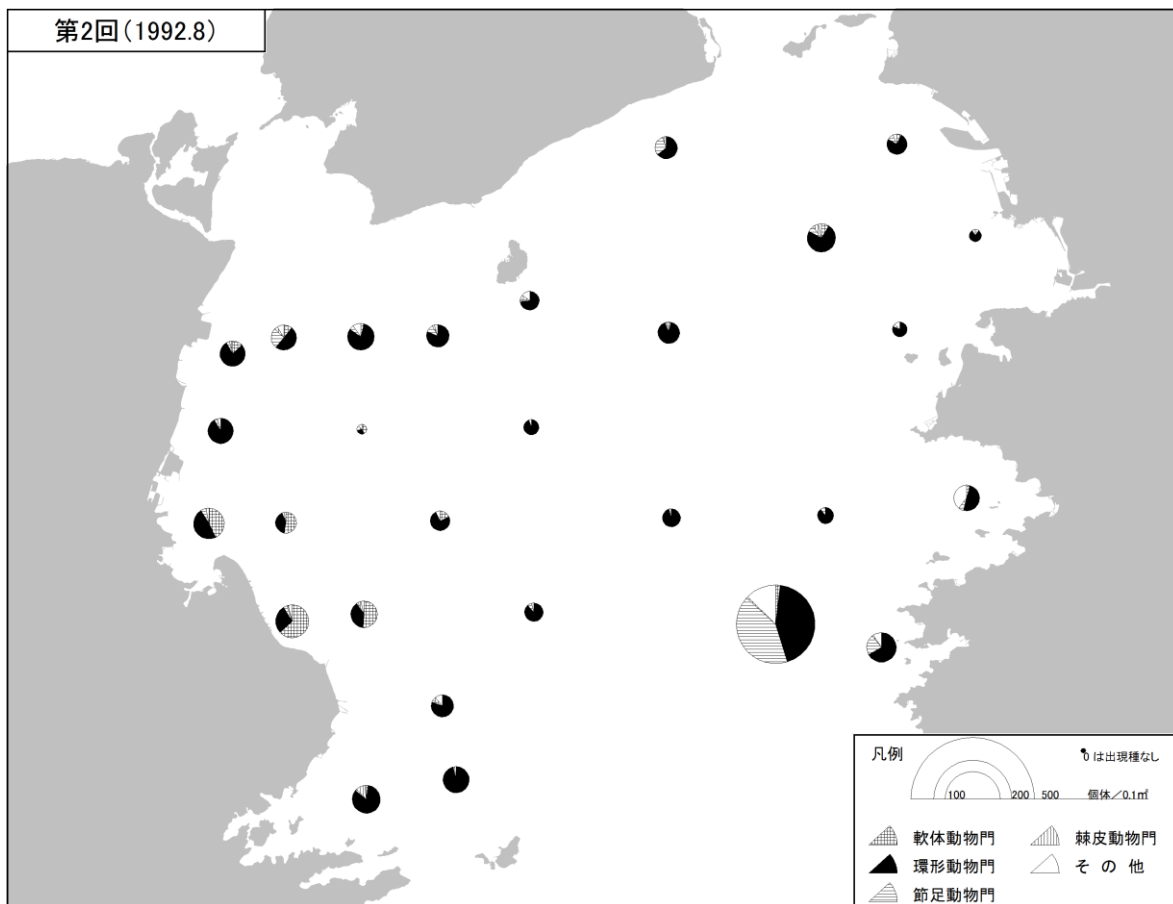 第2回(1992.8)
凡例
0 は出現種なし
100 200 500 個体/0.1㎡
軟体動物門 棘皮動物門
環形動物門 その他
節足動物門